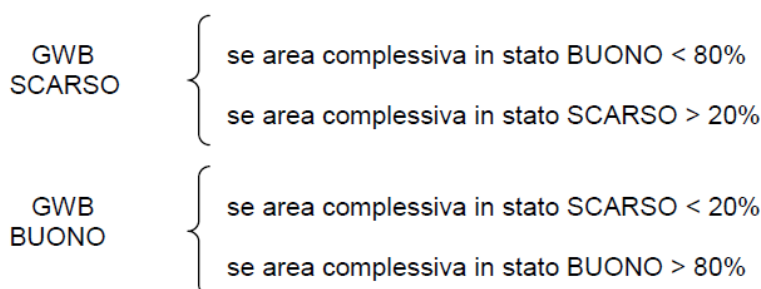 GWB
SCARSO
se area complessiva in stato BUONO < 80%
se area complessiva in stato SCARSO > 20%
GWB
BUONO
se area complessiva in stato SCARSO < 20%
se area complessiva in stato BUONO > 80%